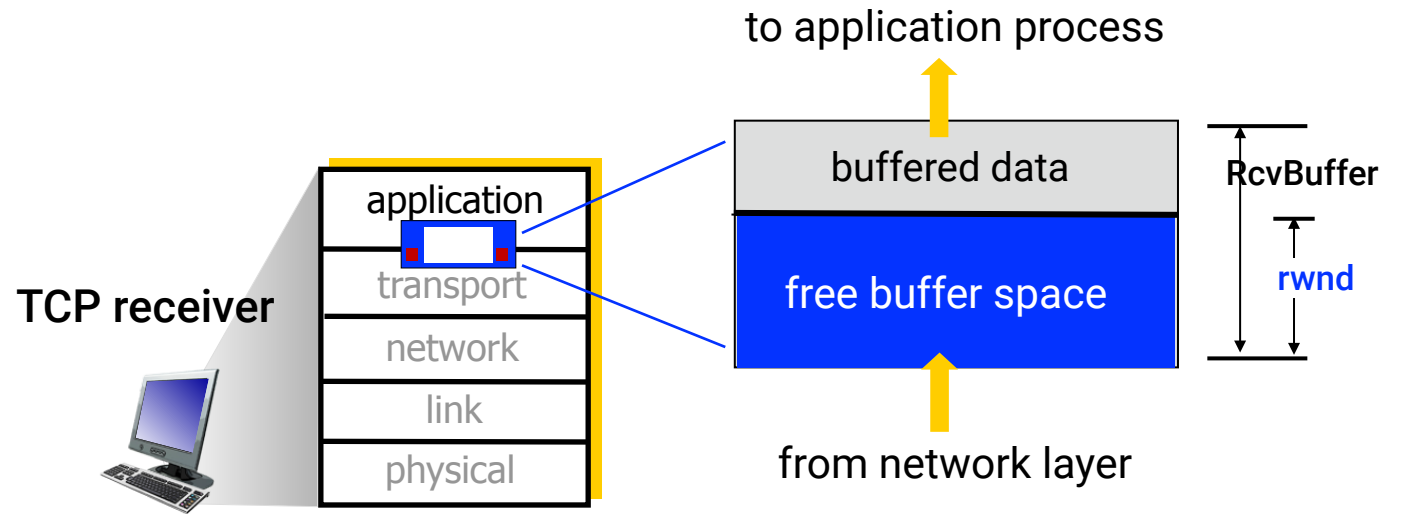 to application process
buffered data
RcvBuffer
application
rwnd
free buffer space
transport
TCP receiver
network
link
from network layer
physical